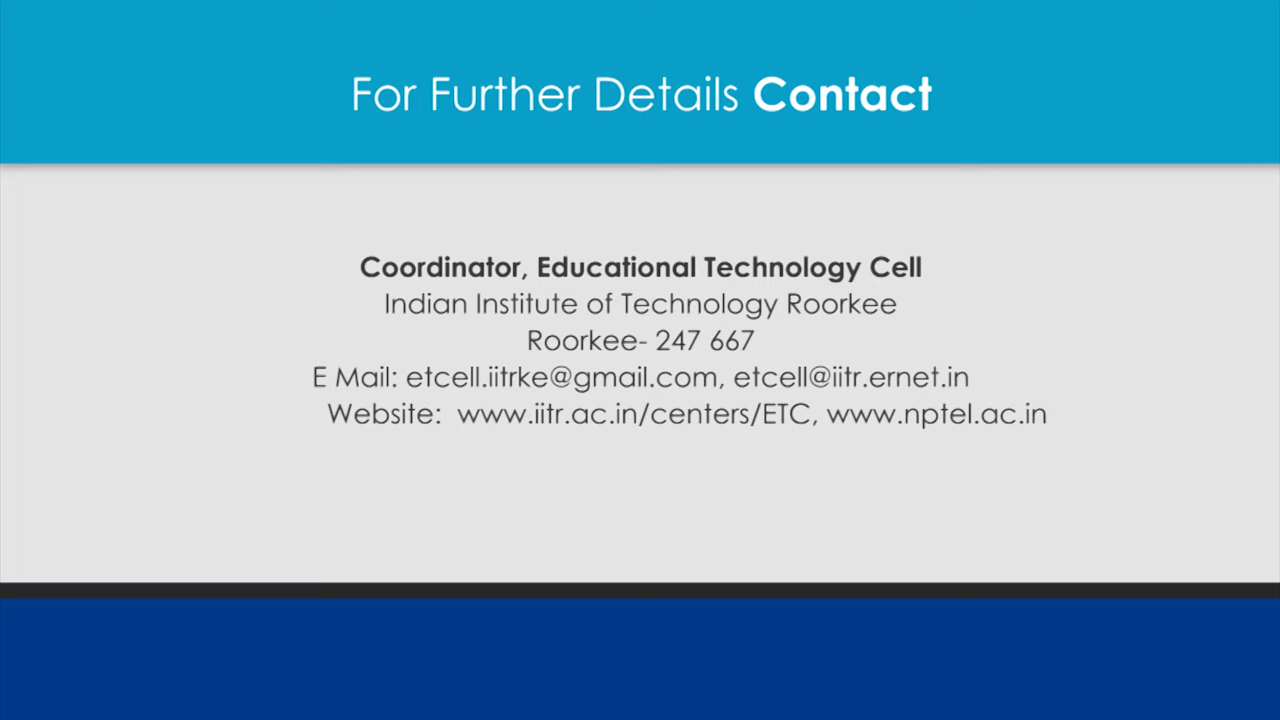 For Further Details Contact
Coordinator, Educational Technology Cell
Indian Institute of Technology Roorkee
Roorkee- 247 667
E Mail: etcell.iitrke@gmail.com, etcell@iitr.ernet.in
Website: www.iitr.ac.in/centers/ETC, www.nptel.ac.in